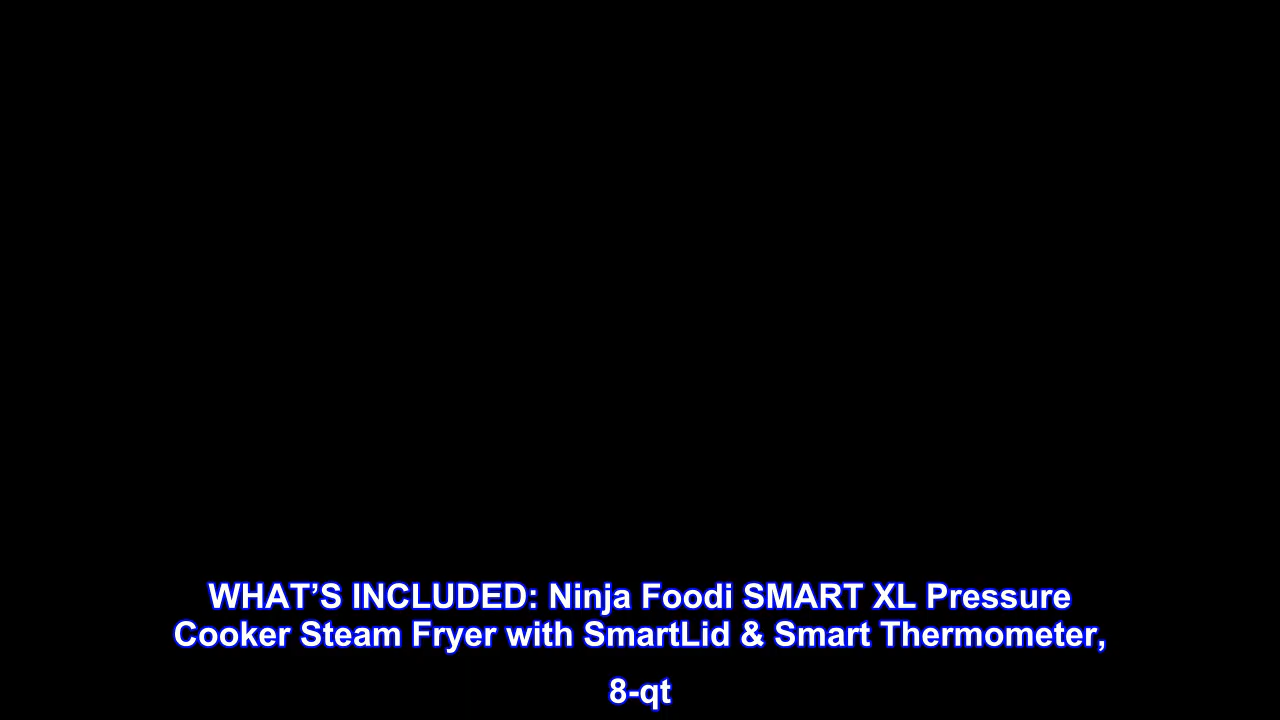 WHAT’S INCLUDED: Ninja Foodi SMART XL Pressure
Cooker Steam Fryer with SmartLid & Smart Thermometer,
8-qt